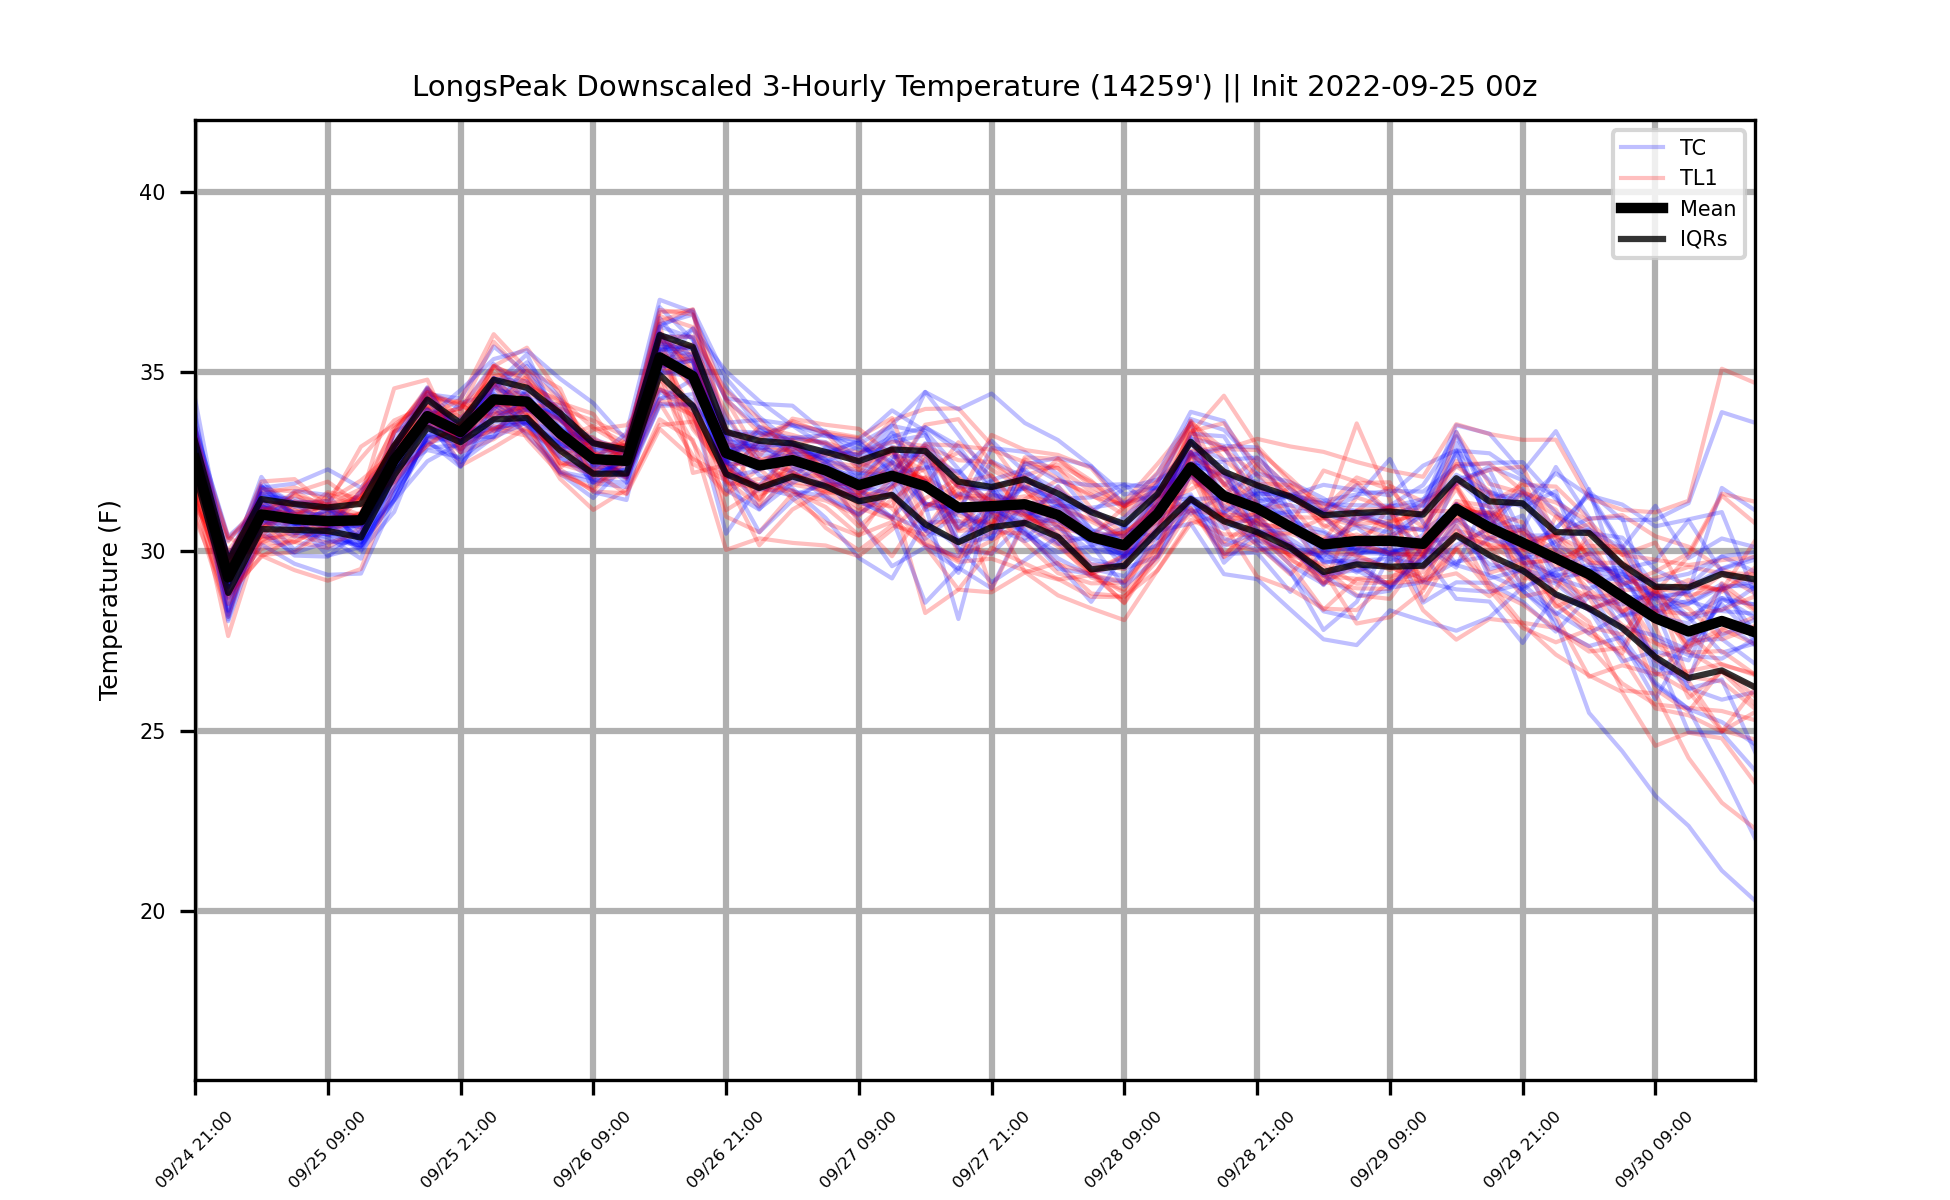 LongsPeak Downscaled 3-Hourly Temperature (14259') || Init 2022-09-25 00z
TC
TL1
Mean
IQRs
Temperature (F)
40
35
30
25
20
09/24 21:00
09/25 09:00
09/25 21:00
09/26 09:00
09/26 21:00
09/27 09:00
09/27 21:00
09/28 09:00
09/28 21:00
09/29 09:00
09/29 21:00
09/30 09:00